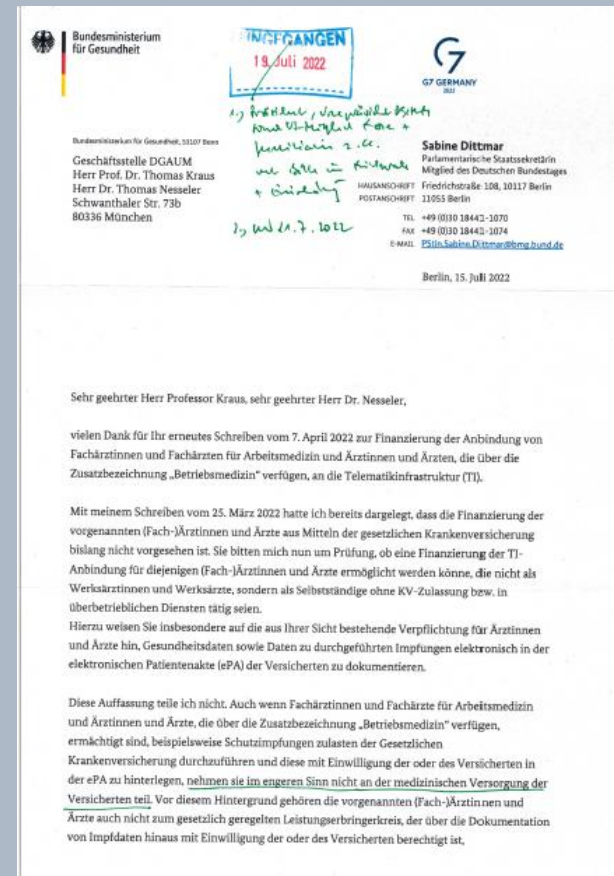 Bundesministerium
für Gesundheit
EINGEGANGEN
19. Juli 2022
G7 GERMANY
2022
Bundesministerium für Gesundheit, 53107 Bonn
Geschäftsstelle DGAUM
Herr Prof. Dr. Thomas Kraus
Herr Dr. Thomas Nesseler
Schwanthaler Str. 73b
80336 München
2.) 21.7.2022
Sabine Dittmar
Parlamentarische Staatssekretärin
Mitglied des Deutschen Bundestages
HAUSANSCHRIFT Friedrichstraße 108, 10117 Berlin
POSTANSCHRIFT 11055 Berlin
TEL +49 (0)30 18441-1070
FAX +49 (0)30 18441-1074
E-MAIL PStin.Sabine.Dittmar@bmg.bund.de
Berlin, 15. Juli 2022
Sehr geehrter Herr Professor Kraus, sehr geehrter Herr Dr. Nesseler,
vielen Dank für Ihr erneutes Schreiben vom 7. April 2022 zur Finanzierung der Anbindung von
Fachärztinnen und Fachärzten für Arbeitsmedizin und Ärztinnen und Ärzten, die über die
Zusatzbezeichnung „Betriebsmedizin“ verfügen, an die Telematikinfrastruktur (TI).
Mit meinem Schreiben vom 25. März 2022 hatte ich bereits dargelegt, dass die Finanzierung der
vorgenannten (Fach-)Ärztinnen und Ärzte aus Mitteln der gesetzlichen Krankenversicherung
bislang nicht vorgesehen ist. Sie bitten mich nun um Prüfung, ob eine Finanzierung der TI-
Anbindung für diejenigen (Fach-)Ärztinnen und Ärzte ermöglicht werden könne, die nicht als
Werksärztinnen und Werksärzte, sondern als Selbstständige ohne KV-Zulassung bzw. in
überbetrieblichen Diensten tätig seien.
Hierzu weisen Sie insbesondere auf die aus Ihrer Sicht bestehende Verpflichtung für Ärztinnen
und Ärzte hin, Gesundheitsdaten sowie Daten zu durchgeführten Impfungen elektronisch in der
elektronischen Patientenakte (ePA) der Versicherten zu dokumentieren.
Diese Auffassung teile ich nicht. Auch wenn Fachärztinnen und Fachärzte für Arbeitsmedizin
und Ärztinnen und Ärzte, die über die Zusatzbezeichnung „Betriebsmedizin“ verfügen,
ermächtigt sind, beispielsweise Schutzimpfungen zulasten der Gesetzlichen
Krankenversicherung durchzuführen und diese mit Einwilligung der oder des Versicherten in
der ePA zu hinterlegen, nehmen sie im engeren Sinn nicht an der medizinischen Versorgung der
Versicherten teil. Vor diesem Hintergrund gehören die vorgenannten (Fach-)Ärztinnen und
Ärzte auch nicht zum gesetzlich geregelten Leistungserbringerkreis, der über die Dokumentation
von Impfdaten hinaus mit Einwilligung der oder des Versicherten berechtigt ist,